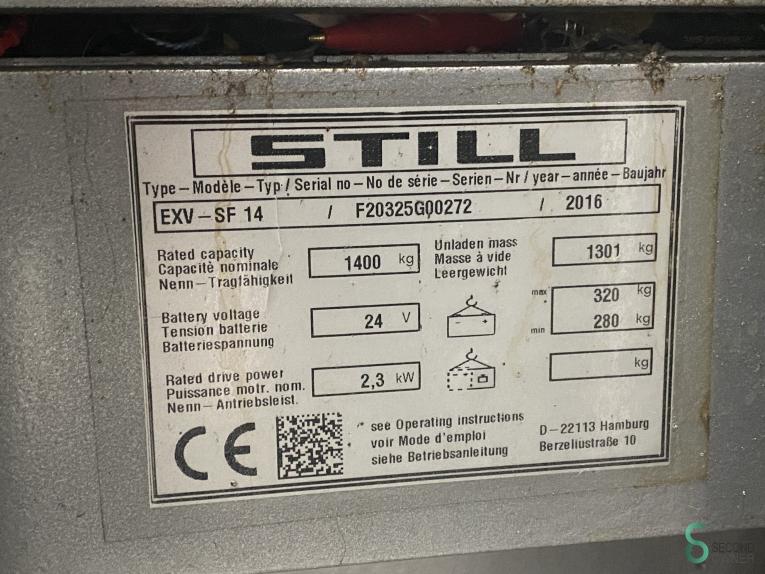 STILL
Type – Modèle – Typ / Serial no – No de série – Serien – Nr / year – année – Baujahr
EXV – SF 14 / F20325G00272 / 2016
Rated capacity
Capacité nominale
Nenn – Tragfähigkeit
1400 kg
Unladen mass
Masse à vide
Leergewicht
1301 kg
Battery voltage
Tension batterie
Batteriespannung
24 V
max 320 kg
min 280 kg
Rated drive power
Puissance motr. nom.
Nenn – Antriebsleist.
2,3 kW
kg
CE
* see Operating instructions
voir Mode d'emploi
siehe Betriebsanleitung
D – 22113 Hamburg
Berzeliustraße 10
SECOND
OWNER